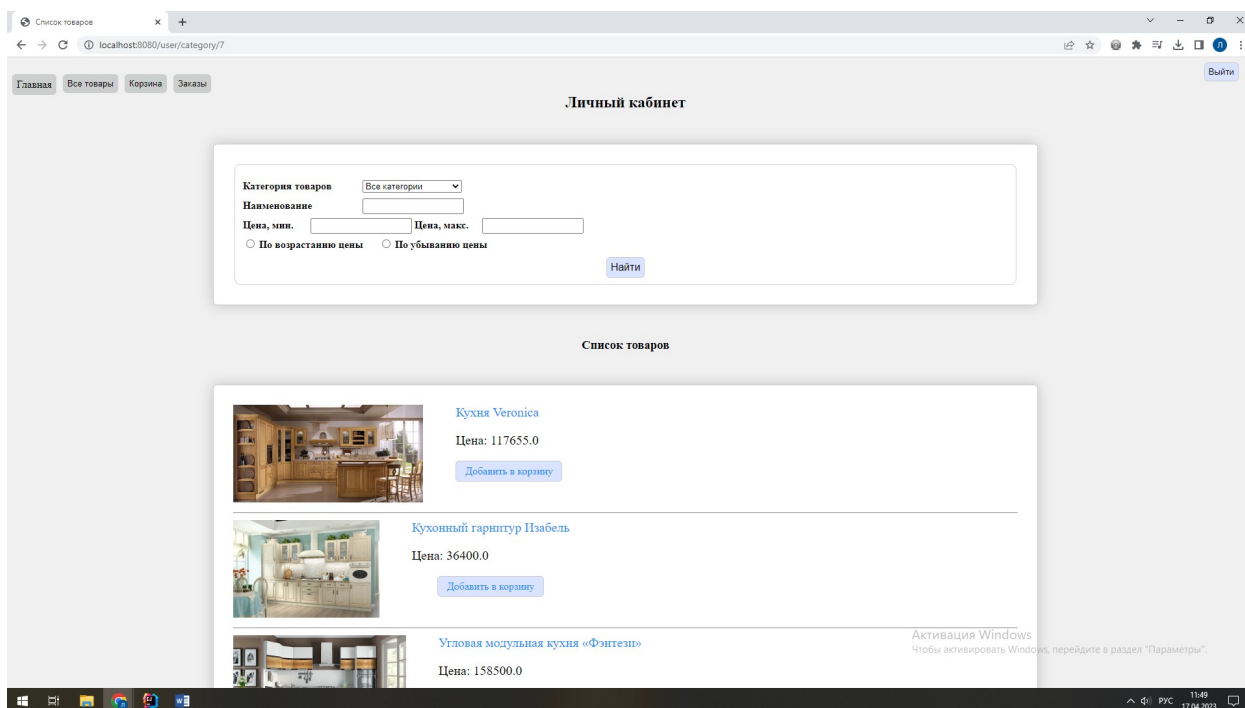 Список товаров
localhost:8080/user/category/7
Выйти
Главная Все товары Корзина Заказы
Личный кабинет
Категория товаров Все категории
Наименование
Цена, мин. Цена, макс.
По возрастанию цены По убыванию цены
Найти
Список товаров
Кухня Veronica
Цена: 117655.0
Добавить в корзину
Кухонный гарнитур Изабель
Цена: 36400.0
Добавить в корзину
Угловая модульная кухня «Фэнтези»
Цена: 158500.0
Активация Windows
Чтобы активировать Windows, перейдите в раздел "Параметры".
РУС 11:49
17.04.2023